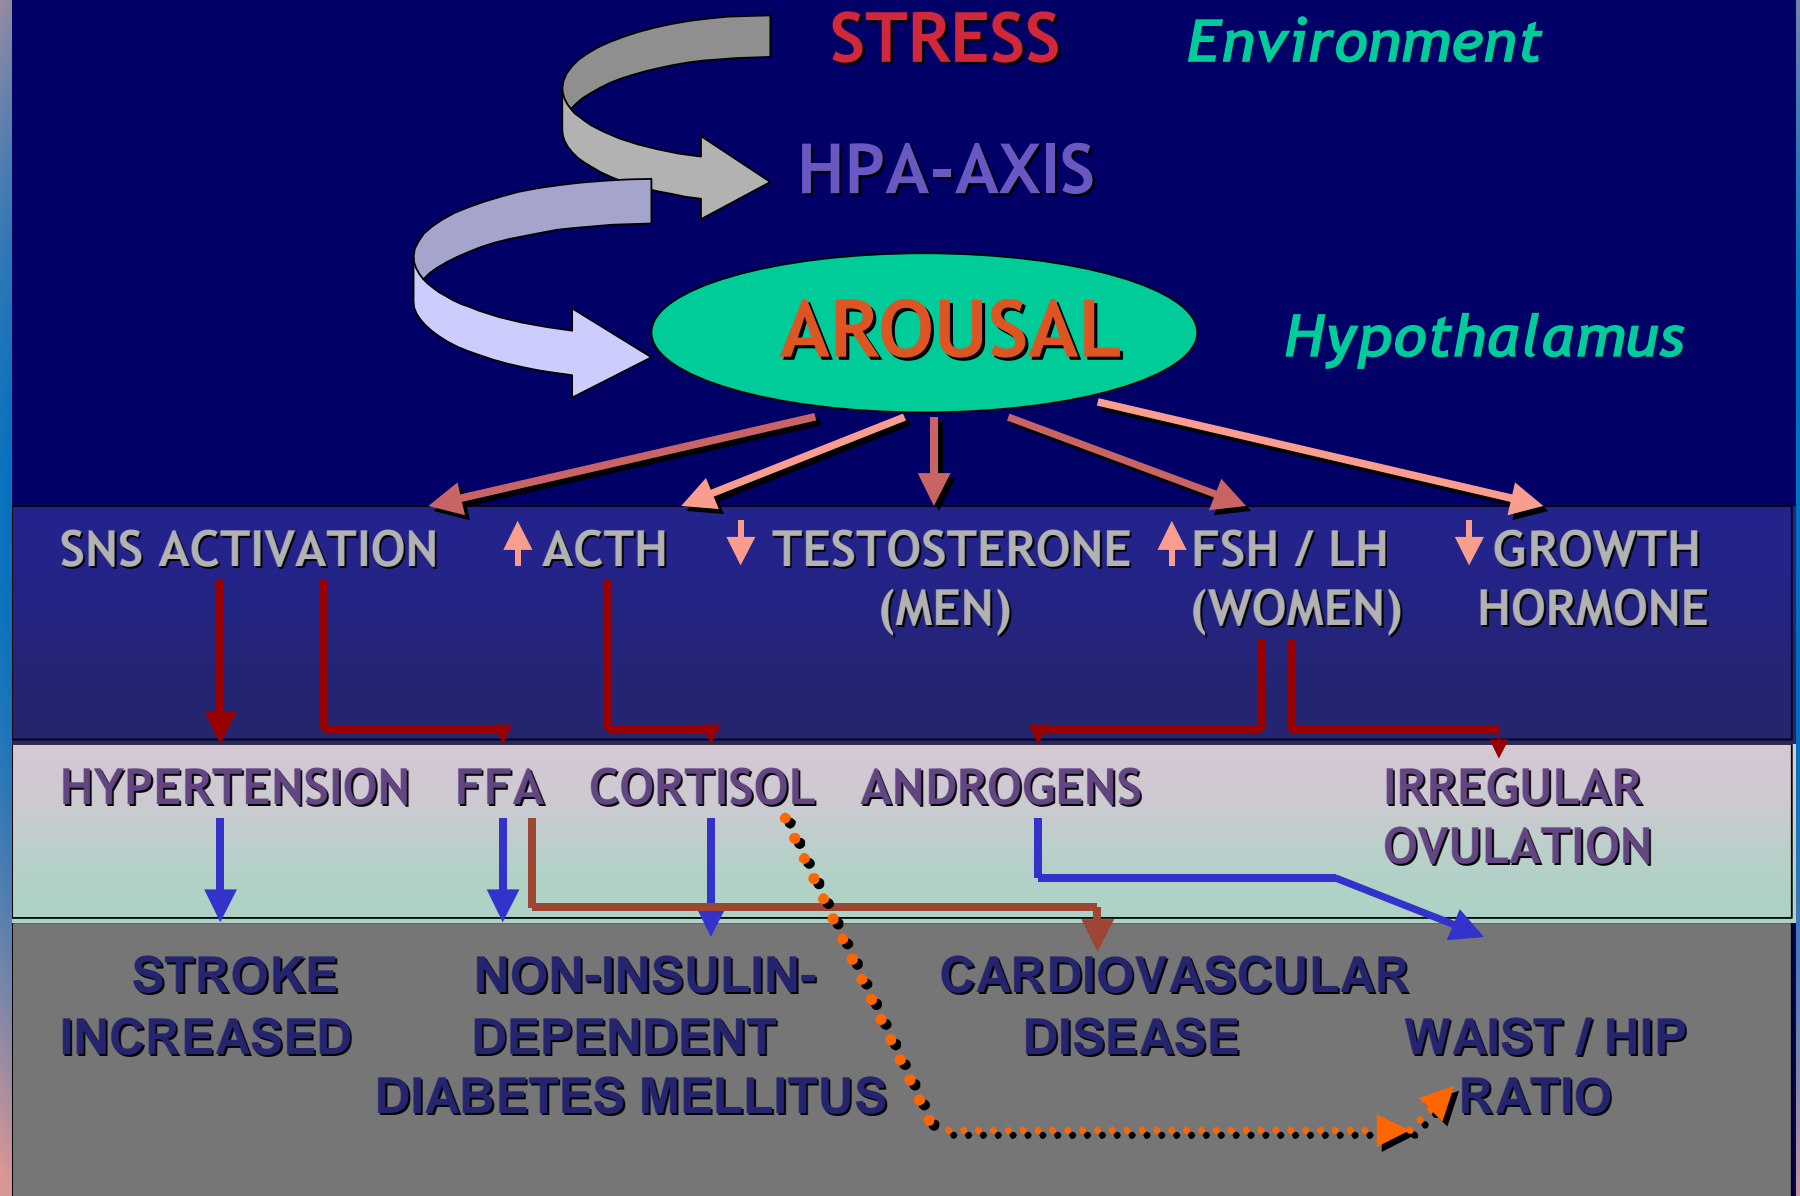 STRESS Environment
HPA-AXIS
AROUSAL Hypothalamus
SNS ACTIVATION ACTH TESTOSTERONE FSH / LH GROWTH
(MEN) (WOMEN) HORMONE
HYPERTENSION FFA CORTISOL ANDROGENS IRREGULAR
OVULATION
STROKE NON-INSULIN- CARDIOVASCULAR
INCREASED DEPENDENT DISEASE WAIST / HIP
DIABETES MELLITUS RATIO